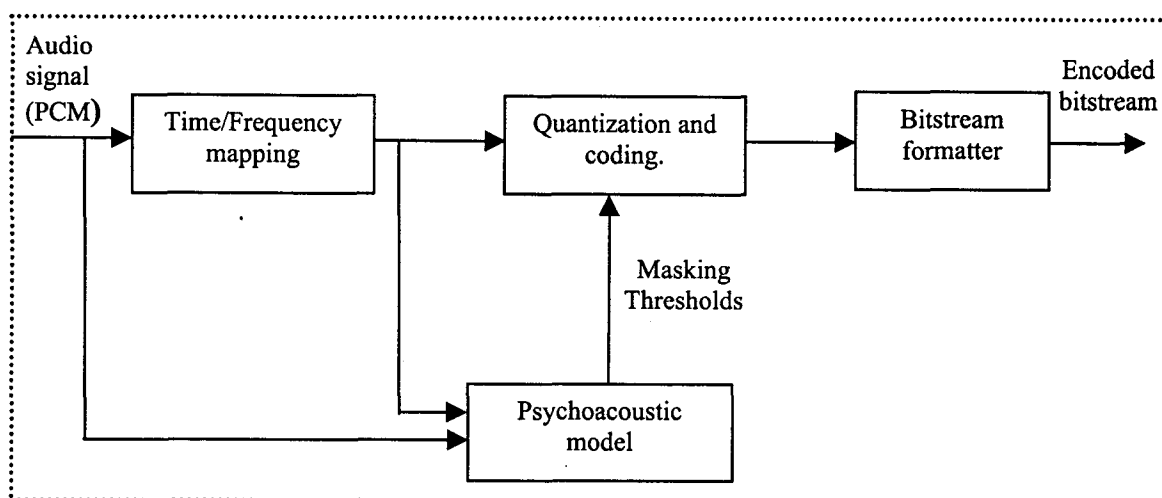 Audio
signal
(PCM)
Time/Frequency
mapping
Quantization and
coding.
Bitstream
formatter
Encoded
bitstream
Masking
Thresholds
Psychoacoustic
model